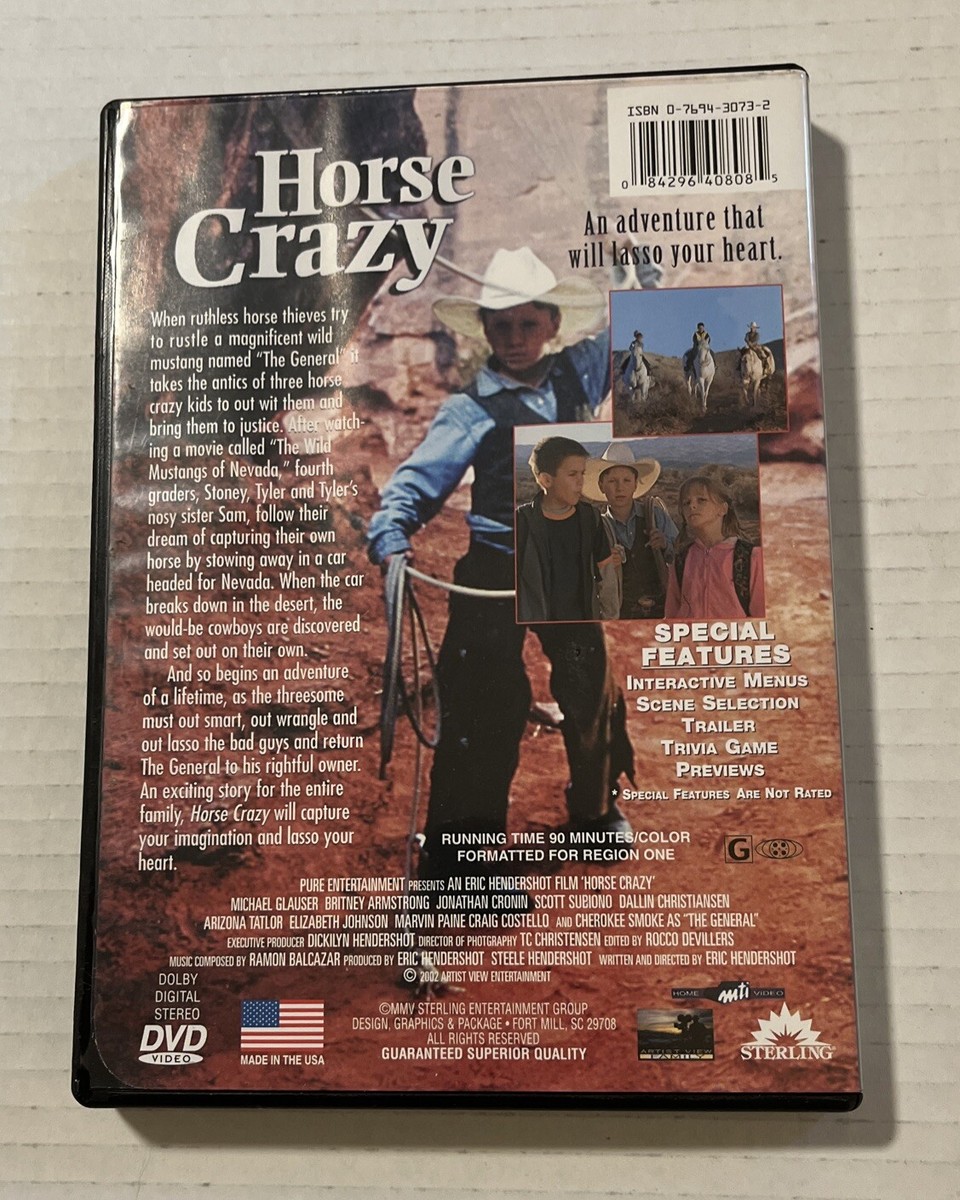 ISBN 0-7694-3073-2
0 84296 40808 5
Horse
Crazy
An adventure that
will lasso your heart.
When ruthless horse thieves try
to rustle a magnificent wild
mustang named “The General” it
takes the antics of three horse
crazy kids to out wit them and
bring them to justice. After watch-
ing a movie called “The Wild
Mustangs of Nevada,” fourth
graders, Stoney, Tyler and Tyler’s
nosy sister Sam, follow their
dream of capturing their own
horse by stowing away in a car
headed for Nevada. When the car
breaks down in the desert, the
would-be cowboys are discovered
and set out on their own.
And so begins an adventure
of a lifetime, as the threesome
must out smart, out wrangle and
out lasso the bad guys and return
The General to his rightful owner.
An exciting story for the entire
family, Horse Crazy will capture
your imagination and lasso your
heart.
SPECIAL
FEATURES
INTERACTIVE MENUS
SCENE SELECTION
TRAILER
TRIVIA GAME
PREVIEWS
* SPECIAL FEATURES ARE NOT RATED
RUNNING TIME 90 MINUTES/COLOR
FORMATTED FOR REGION ONE
G
PURE ENTERTAINMENT PRESENTS AN ERIC HENDERSHOT FILM ‘HORSE CRAZY’
MICHAEL GLAUSER BRITNEY ARMSTRONG JONATHAN CRONIN SCOTT SUBIONO DALLIN CHRISTIANSEN
ARIZONA TATLOR ELIZABETH JOHNSON MARVIN PAINE CRAIG COSTELLO AND CHEROKEE SMOKE AS “THE GENERAL”
EXECUTIVE PRODUCER DICKILYN HENDERSHOT DIRECTOR OF PHOTGRAPHY TC CHRISTENSEN EDITED BY ROCCO DEVILLERS
MUSIC COMPOSED BY RAMON BALCAZAR PRODUCED BY ERIC HENDERSHOT STEELE HENDERSHOT WRITTEN AND DIRECTED BY ERIC HENDERSHOT
© 2002 ARTIST VIEW ENTERTAINMENT
DOLBY
DIGITAL
STEREO
DVD
VIDEO
MADE IN THE USA
©MMV STERLING ENTERTAINMENT GROUP
DESIGN, GRAPHICS & PACKAGE • FORT MILL, SC 29708
ALL RIGHTS RESERVED
GUARANTEED SUPERIOR QUALITY
HOME mti VIDEO
ARTIST VIEW
FAMILY
STERLING